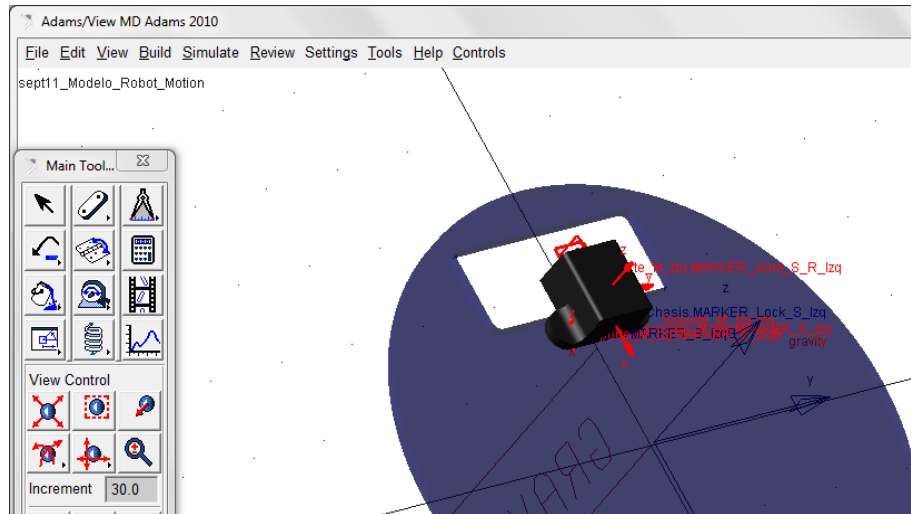 Adams/View MD Adams 2010
File Edit View Build Simulate Review Settings Tools Help Controls
sept11_Modelo_Robot_Motion
Main Tool...
z
MARKER_Joint_S_R_Izq
z
Chasis.MARKER_Lock_S_Izq
gravity
y
View Control
Increment 30.0